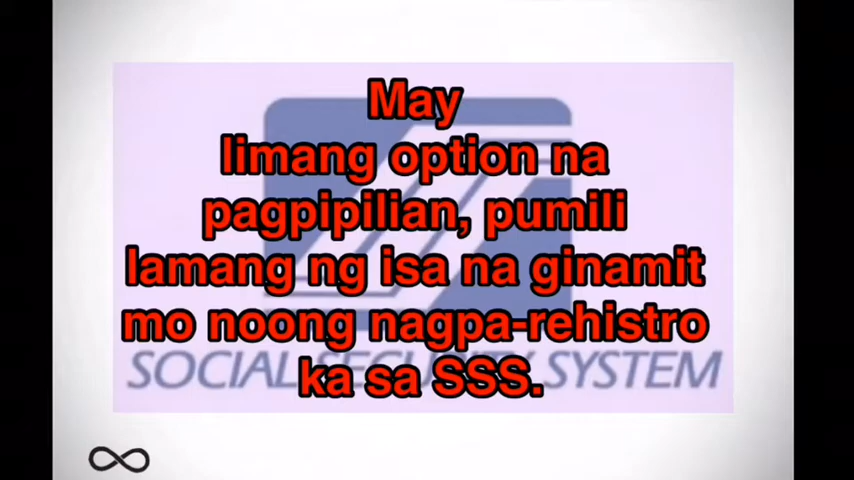 May
limang option na
pagpipilian, pumili
lamang ng isa na ginamit
mo noong nagpa-rehistro
ka sa SSS.
SOCIAL SECURITY SYSTEM